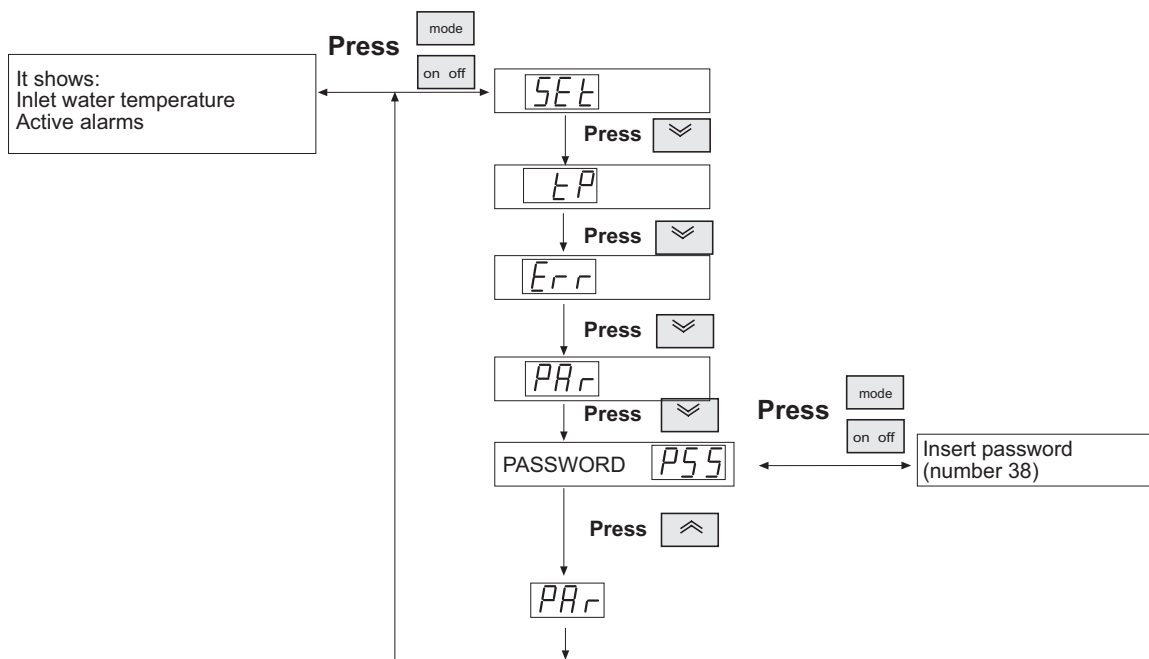 Press
mode
on off
It shows:
Inlet water temperature
Active alarms
SEt
Press
tP
Press
Err
Press
PAr
Press
PASSWORD PSS
Press
mode
on off
Insert password
(number 38)
Press
PAr